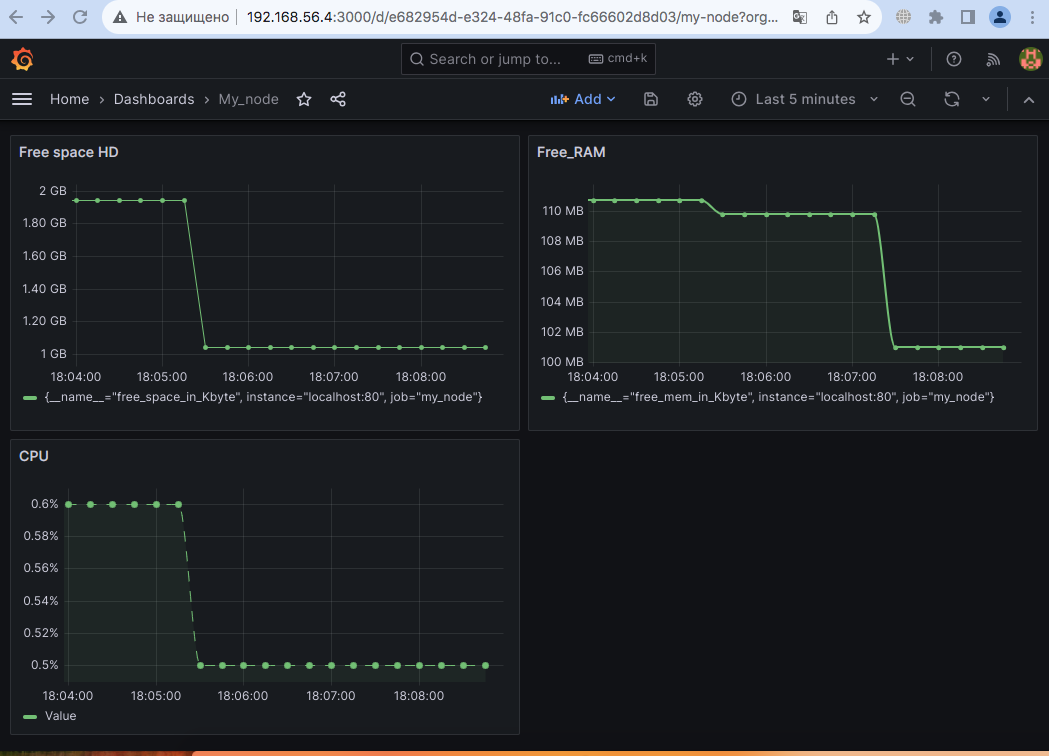 Не защищено 192.168.56.4:3000/d/e682954d-e324-48fa-91c0-fc66602d8d03/my-node?org...
Search or jump to... cmd+k
Home > Dashboards > My_node Add Last 5 minutes
Free space HD
2 GB
1.80 GB
1.60 GB
1.40 GB
1.20 GB
1 GB
18:04:00 18:05:00 18:06:00 18:07:00 18:08:00
{__name__="free_space_in_Kbyte", instance="localhost:80", job="my_node"}
Free_RAM
110 MB
108 MB
106 MB
104 MB
102 MB
100 MB
18:04:00 18:05:00 18:06:00 18:07:00 18:08:00
{__name__="free_mem_in_Kbyte", instance="localhost:80", job="my_node"}
CPU
0.6%
0.58%
0.56%
0.54%
0.52%
0.5%
18:04:00 18:05:00 18:06:00 18:07:00 18:08:00
Value